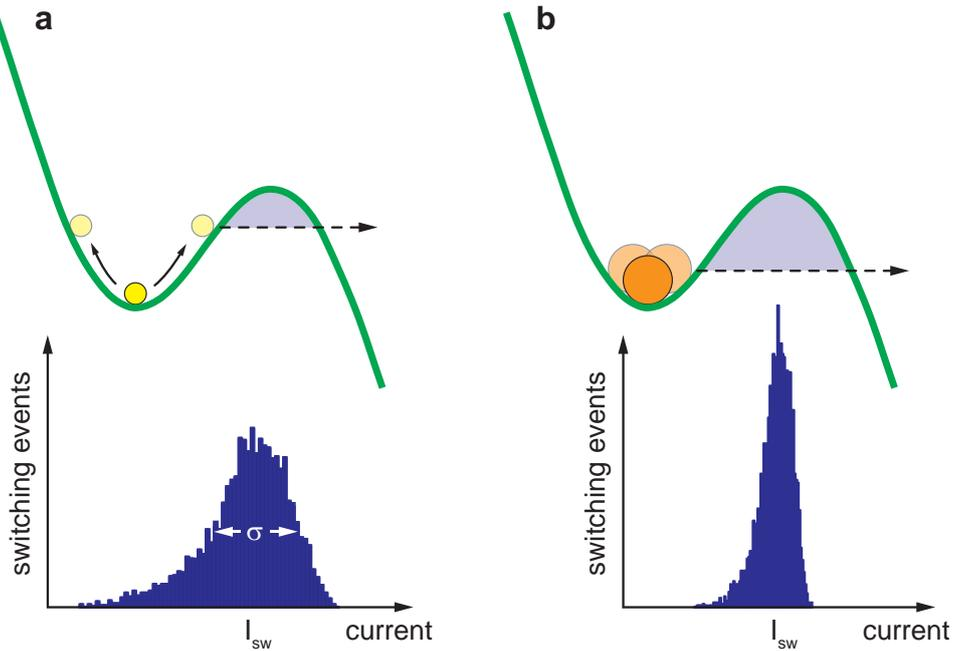 a
b
switching events
σ
I_sw
current
switching events
I_sw
current